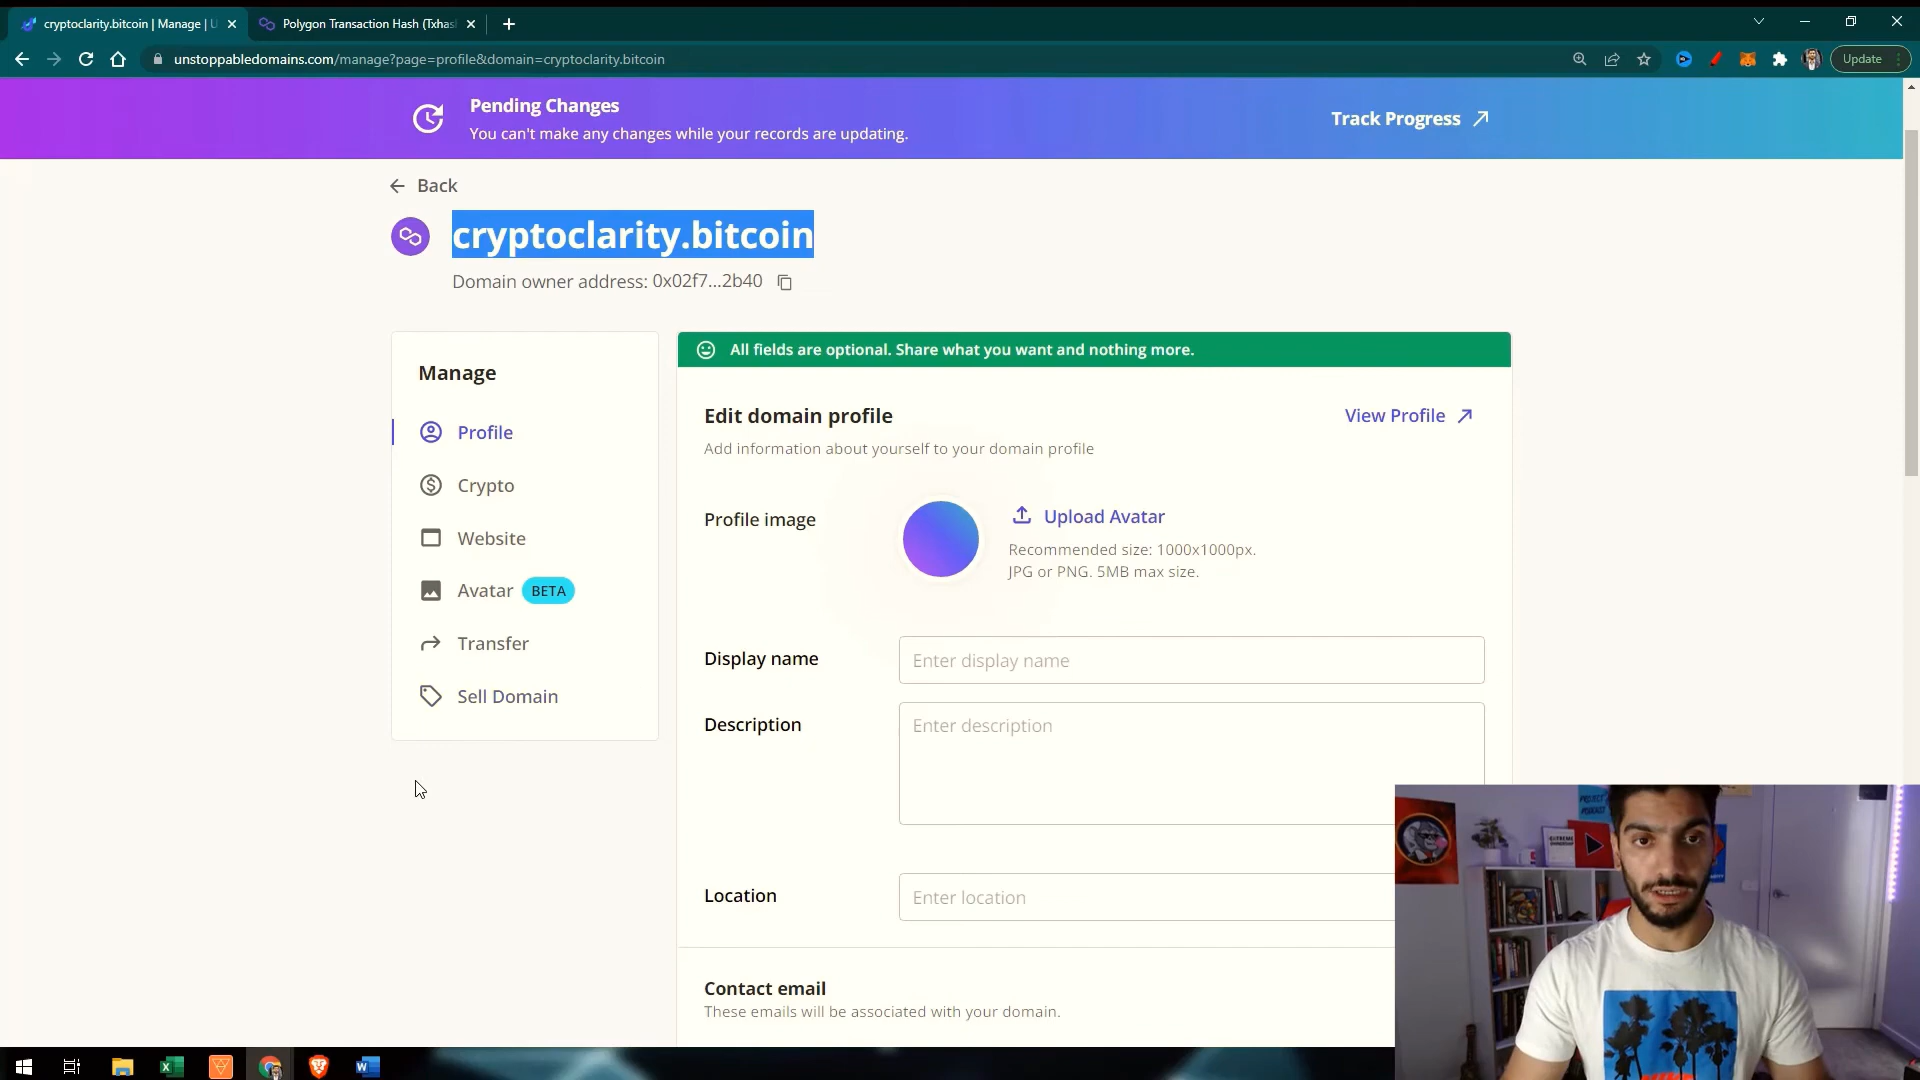 cryptoclarity.bitcoin | Manage | U
Polygon Transaction Hash (Txhas
unstoppabledomains.com/manage?page=profile&domain=cryptoclarity.bitcoin
Update
Pending Changes
You can't make any changes while your records are updating.
Track Progress
Back
cryptoclarity.bitcoin
Domain owner address: 0x02f7...2b40
Manage
Profile
Crypto
Website
Avatar BETA
Transfer
Sell Domain
All fields are optional. Share what you want and nothing more.
Edit domain profile
View Profile
Add information about yourself to your domain profile
Profile image
Upload Avatar
Recommended size: 1000x1000px.
JPG or PNG. 5MB max size.
Display name
Enter display name
Description
Enter description
Location
Enter location
Contact email
These emails will be associated with your domain.